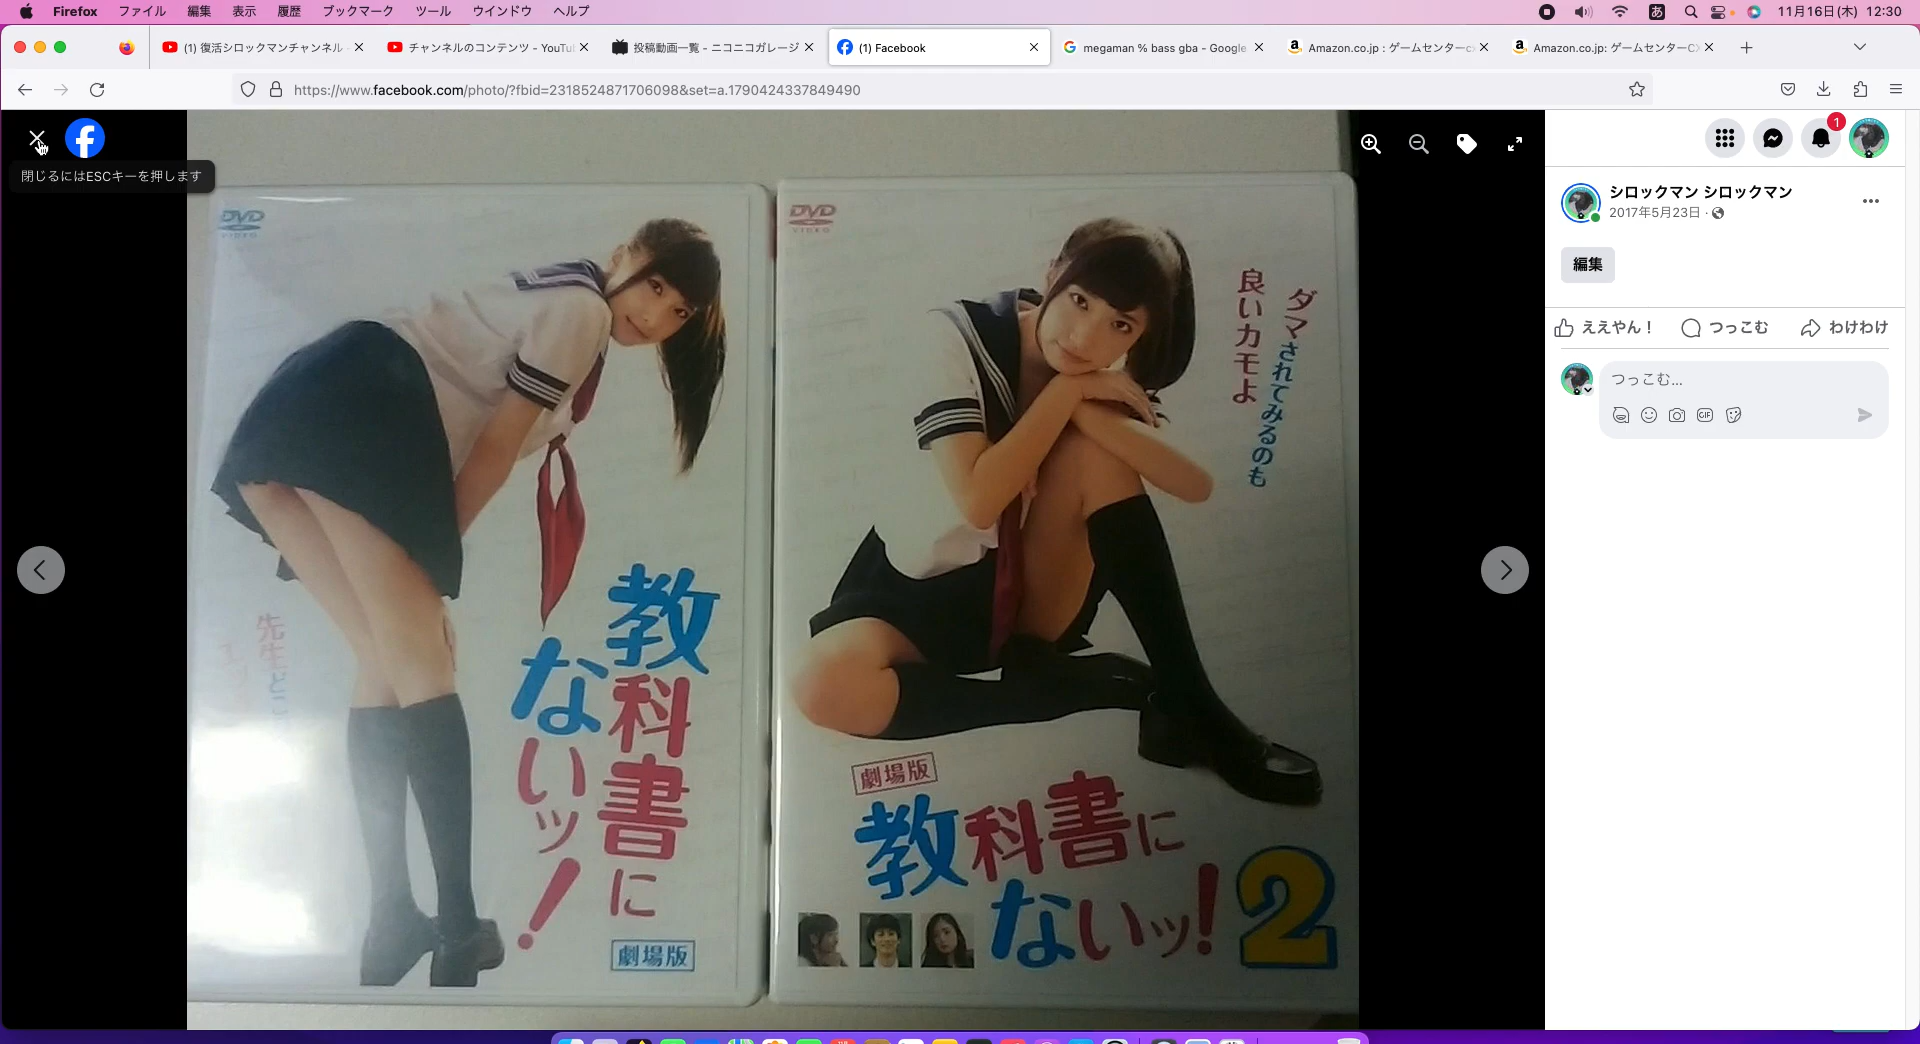 Firefox ファイル 編集 表示 履歴 ブックマーク ツール ウインドウ ヘルプ
あ 11月16日(木) 12:30
(1) 復活シロックマンチャンネル
チャンネルのコンテンツ - YouTu
投稿動画一覧 - ニコニコガレージ
(1) Facebook
megaman % bass gba - Google
Amazon.co.jp : ゲームセンターc
Amazon.co.jp: ゲームセンターC
https://www.facebook.com/photo/?fbid=2318524871706098&set=a.1790424337849490
閉じるにはESCキーを押します
1
シロックマン シロックマン
2017年5月23日
編集
ええやん！ つっこむ わけわけ
つっこむ...
GIF
DVD
VIDEO
先生どこ
教科書に
ないッ!
劇場版
DVD
VIDEO
ダマされてみるのも
良いカモよ
劇場版
教科書に
ないッ! 2